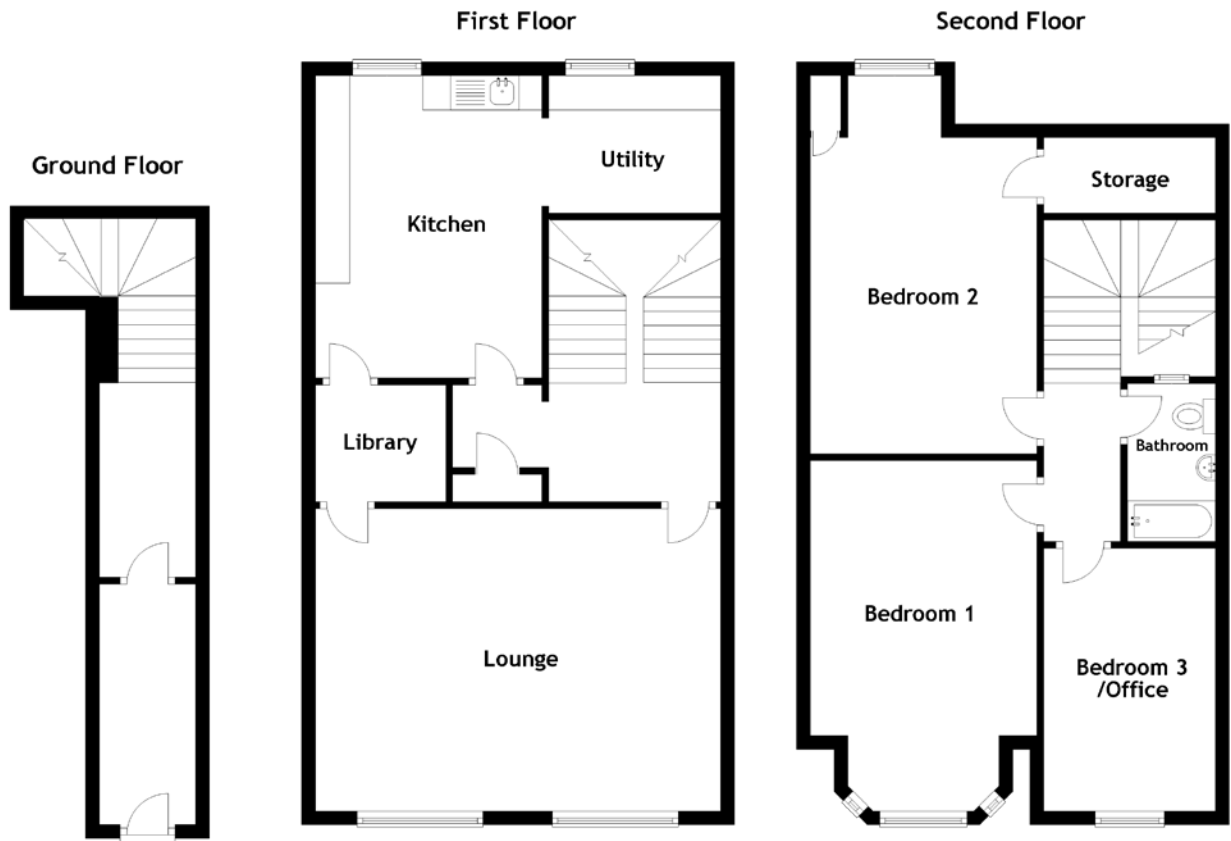 First Floor
Second Floor
Ground Floor
Utility
Storage
Kitchen
Bedroom 2
Library
Bathroom
Bedroom 1
Lounge
Bedroom 3
/Office